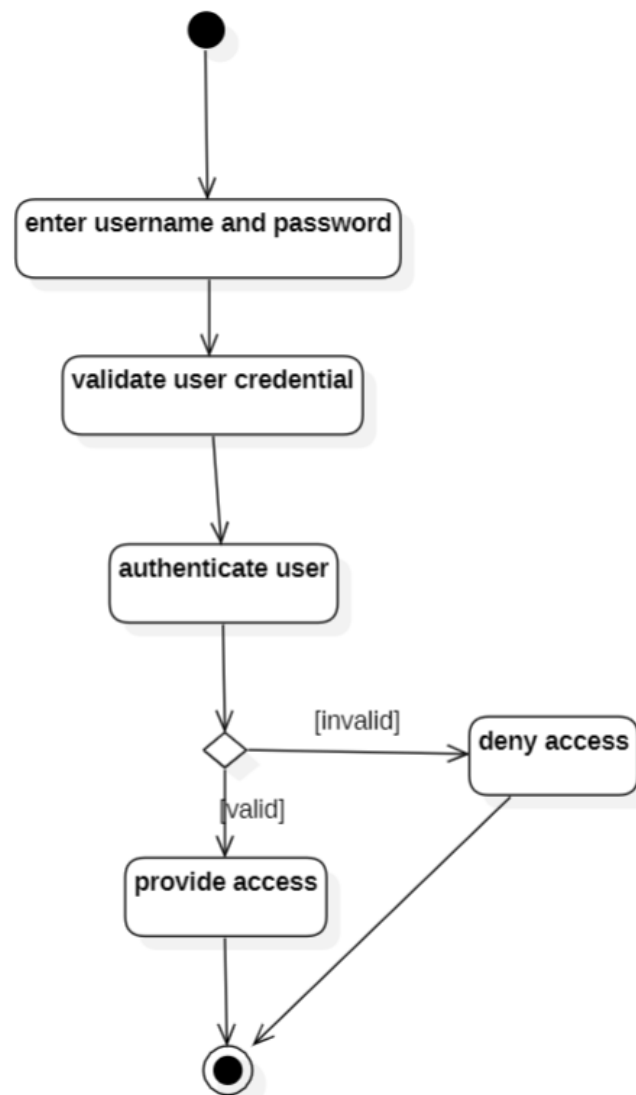 enter username and password
validate user credential
authenticate user
[invalid]
deny access
[valid]
provide access